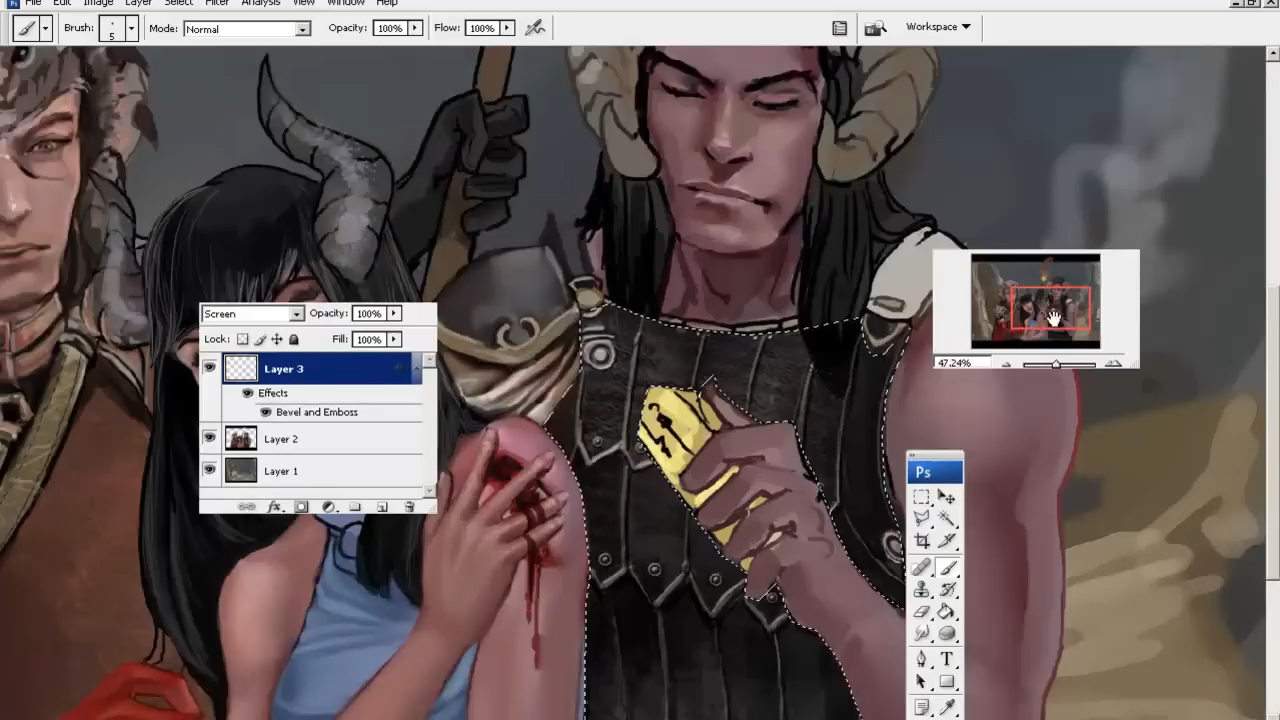 File Edit Image Layer Select Filter Analysis View Window Help
Brush: 5 Mode: Normal Opacity: 100% Flow: 100% Workspace
Screen Opacity: 100%
Lock: Fill: 100%
Layer 3
Effects
Bevel and Emboss
Layer 2
Layer 1
fx
47.24%
Ps
T